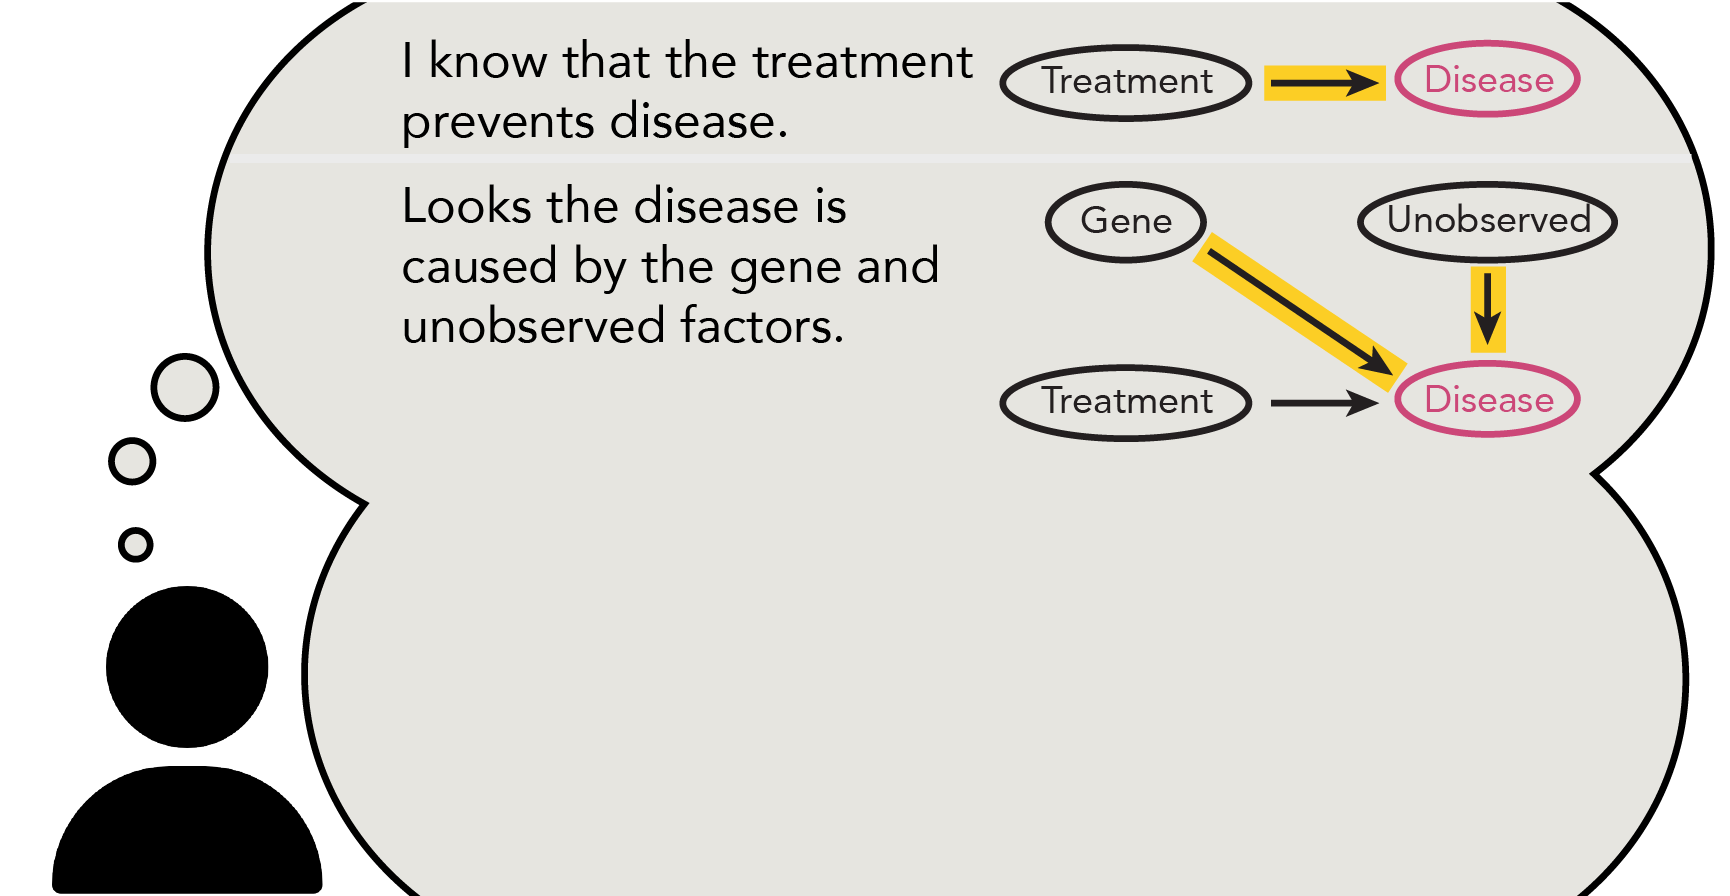 I know that the treatment
prevents disease.
Treatment
Disease
Looks the disease is
caused by the gene and
unobserved factors.
Gene
Unobserved
Treatment
Disease